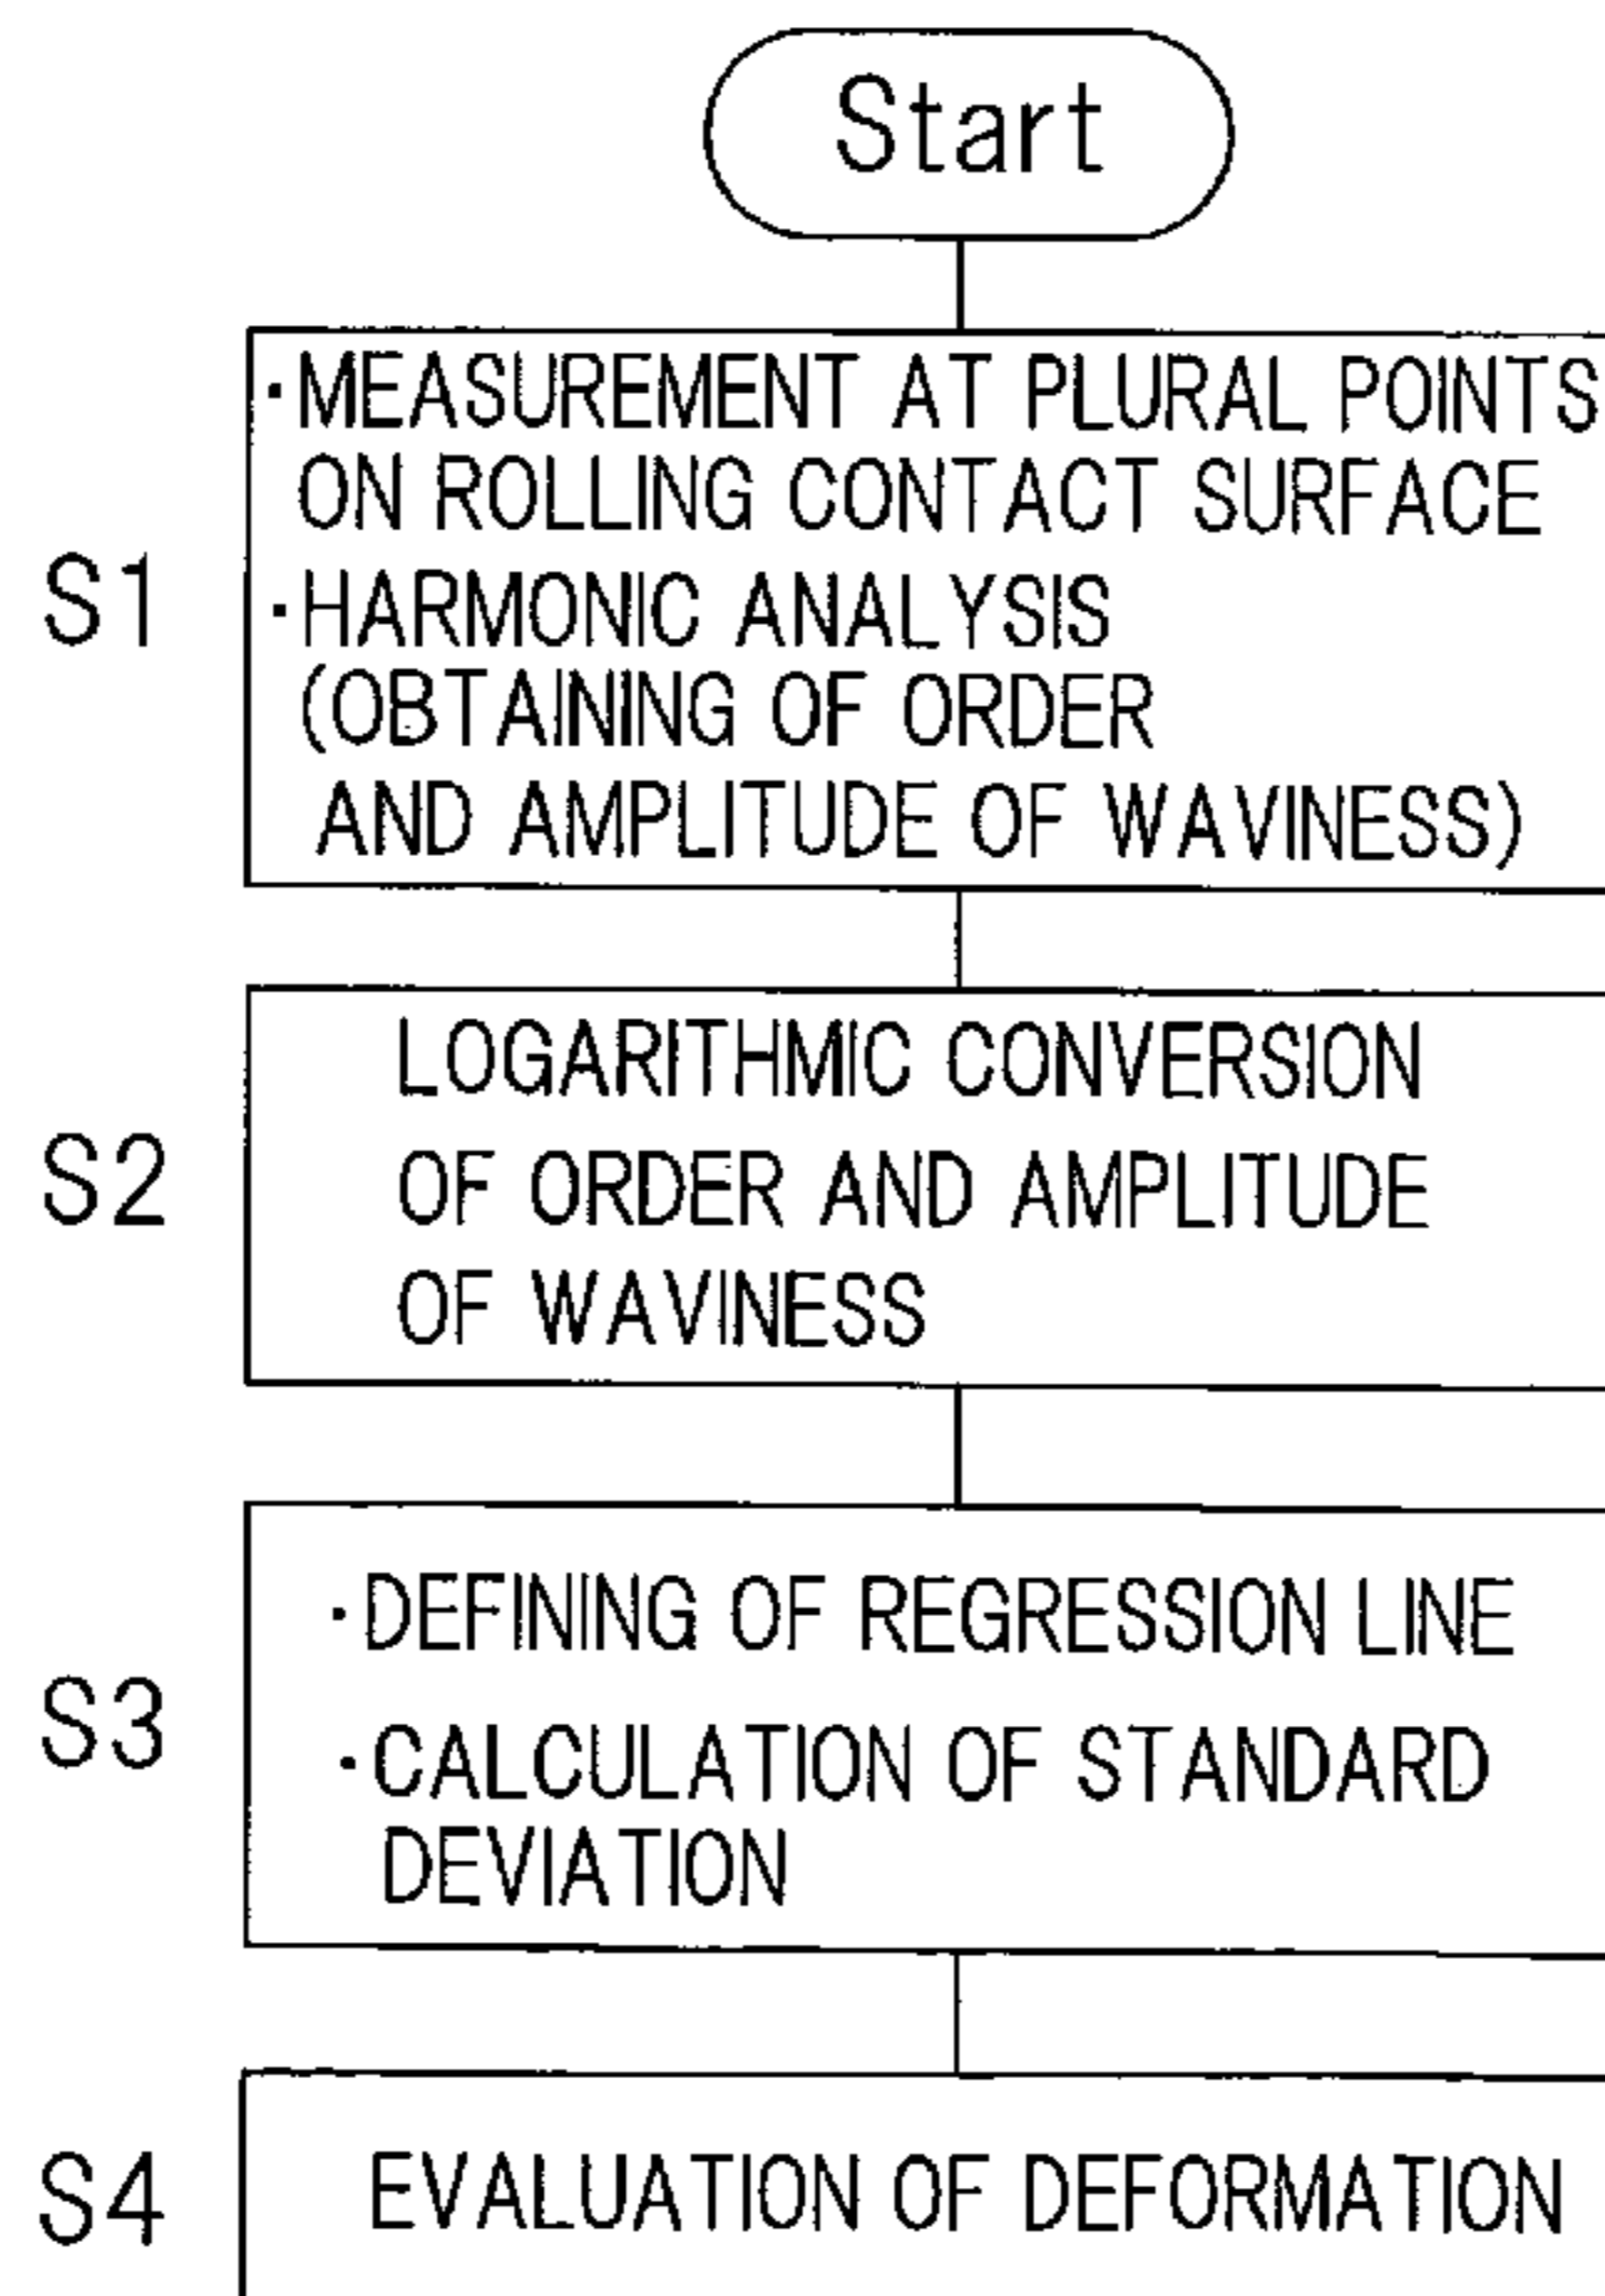 Start
S1
・MEASUREMENT AT PLURAL POINTS
ON ROLLING CONTACT SURFACE
・HARMONIC ANALYSIS
(OBTAINING OF ORDER
AND AMPLITUDE OF WAVINESS)
S2
LOGARITHMIC CONVERSION
OF ORDER AND AMPLITUDE
OF WAVINESS
S3
・DEFINING OF REGRESSION LINE
・CALCULATION OF STANDARD
DEVIATION
S4
EVALUATION OF DEFORMATION